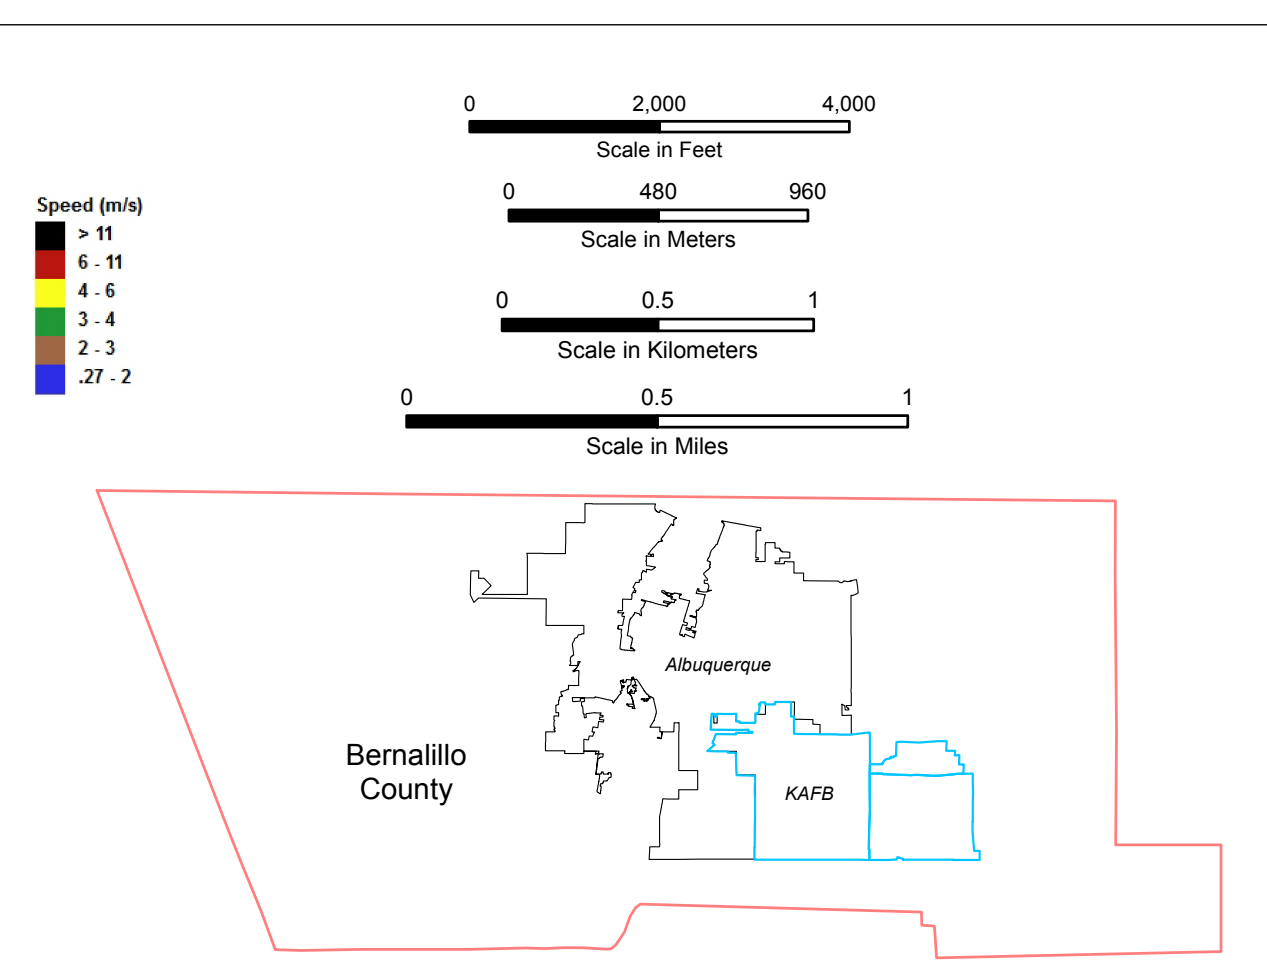 0 2,000 4,000
Scale in Feet
0 480 960
Scale in Meters
Speed (m/s)
> 11
6 - 11
4 - 6
3 - 4
2 - 3
.27 - 2
0 0.5 1
Scale in Kilometers
0 0.5 1
Scale in Miles
Albuquerque
Bernalillo
County
KAFB